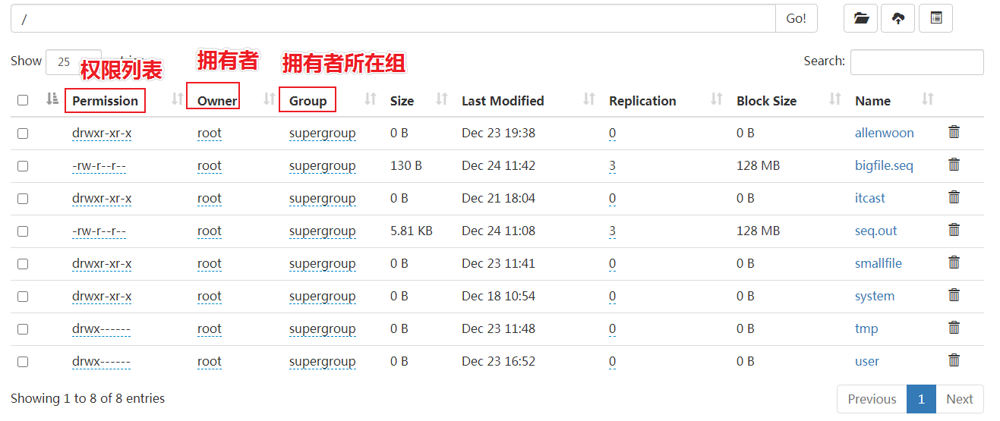 / Go!
Show 25 Search:
权限列表 拥有者 拥有者所在组
Permission Owner Group Size Last Modified Replication Block Size Name
drwxr-xr-x root supergroup 0 B Dec 23 19:38 0 0 B allenwoon
-rw-r--r-- root supergroup 130 B Dec 24 11:42 3 128 MB bigfile.seq
drwxr-xr-x root supergroup 0 B Dec 21 18:04 0 0 B itcast
-rw-r--r-- root supergroup 5.81 KB Dec 24 11:08 3 128 MB seq.out
drwxr-xr-x root supergroup 0 B Dec 23 11:41 0 0 B smallfile
drwxr-xr-x root supergroup 0 B Dec 18 10:54 0 0 B system
drwx------ root supergroup 0 B Dec 23 11:48 0 0 B tmp
drwx------ root supergroup 0 B Dec 23 16:52 0 0 B user
Showing 1 to 8 of 8 entries Previous 1 Next